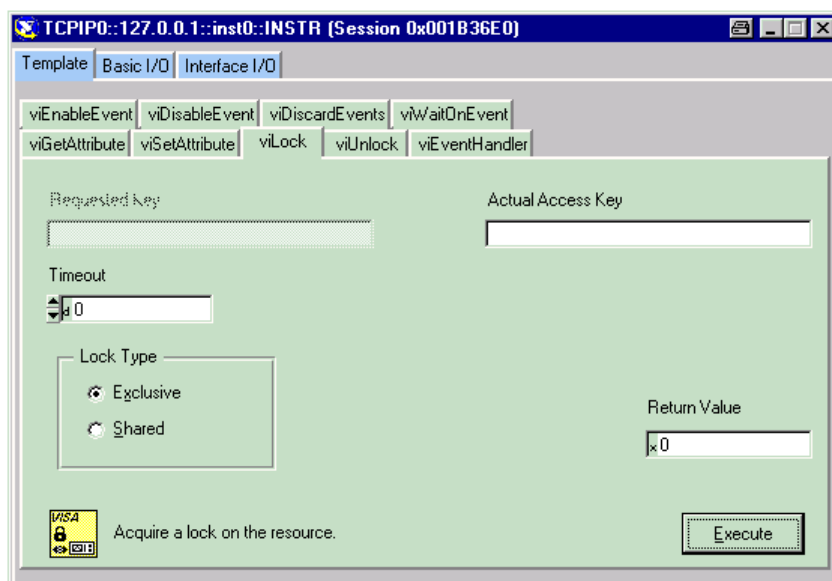 TCPIP0::127.0.0.1::inst0::INSTR (Session 0x001B36E0)
Template Basic I/O Interface I/O
viEnableEvent viDisableEvent viDiscardEvents viWaitOnEvent
viGetAttribute viSetAttribute viLock viUnlock viEventHandler
Requested Key Actual Access Key
Timeout
d 0
Lock Type
Exclusive
Return Value
Shared
x 0
VISA
Acquire a lock on the resource.
Execute